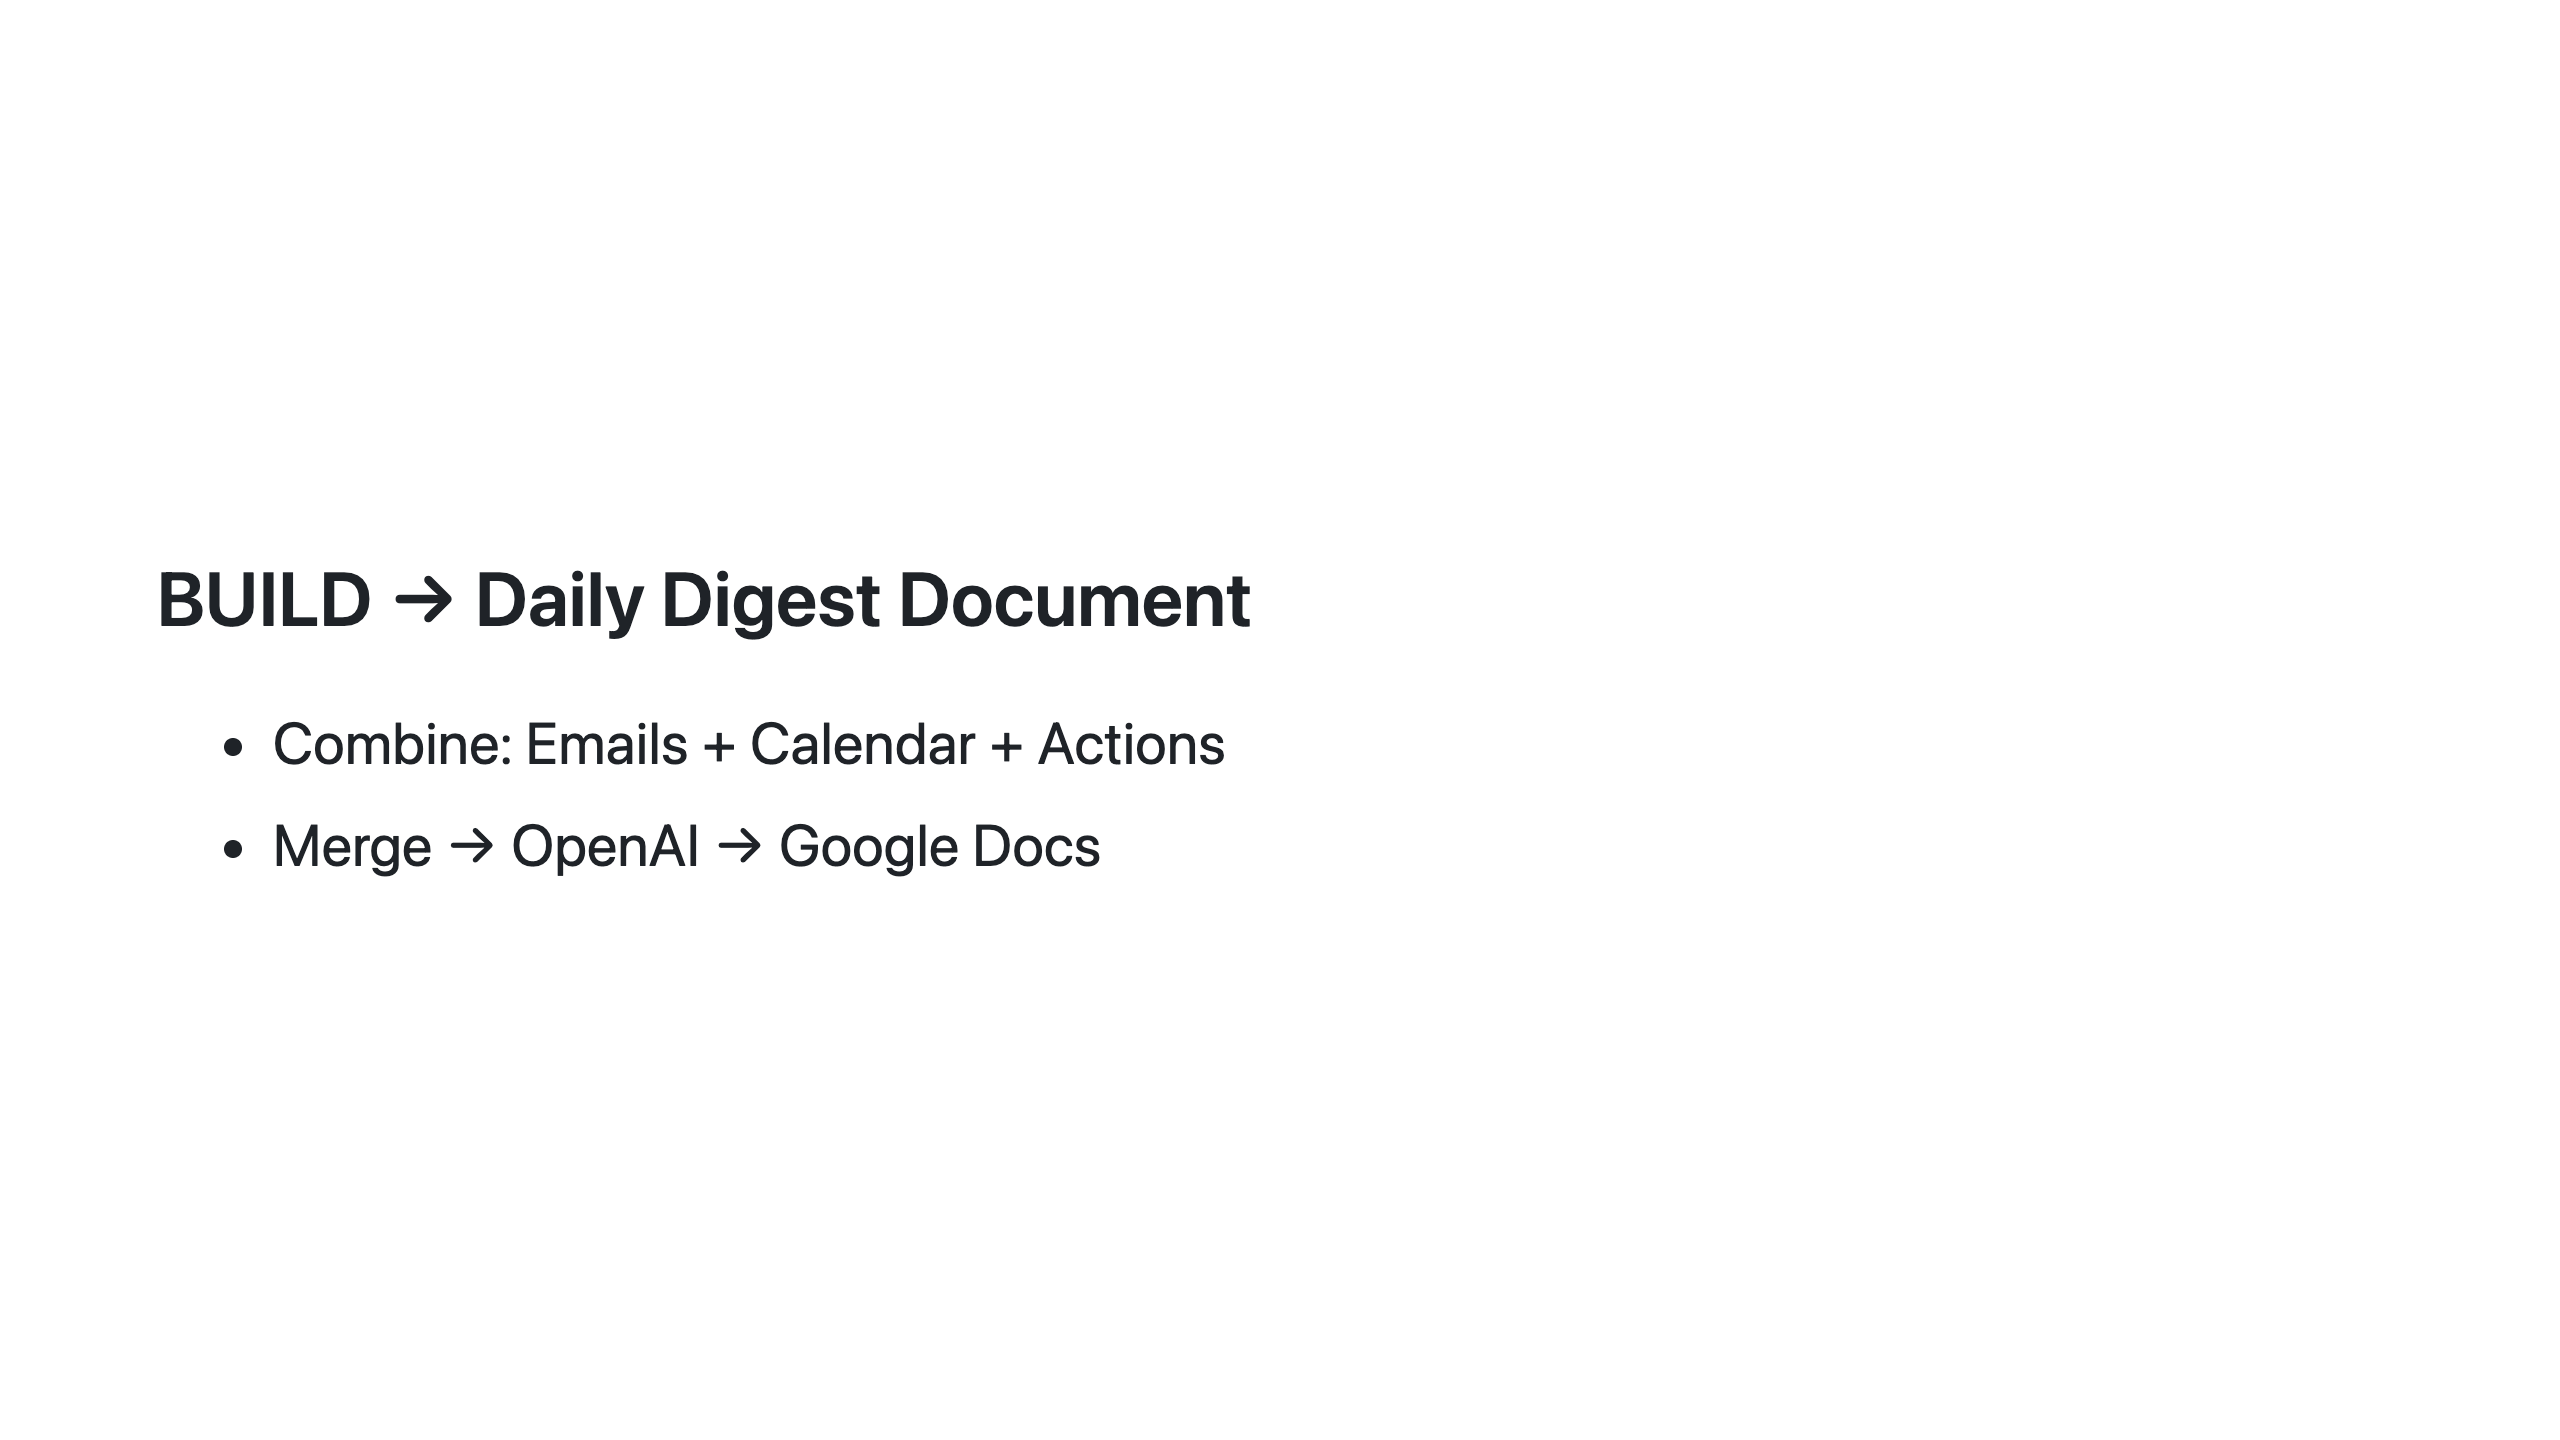 BUILD → Daily Digest Document
• Combine: Emails + Calendar + Actions
• Merge → OpenAI → Google Docs